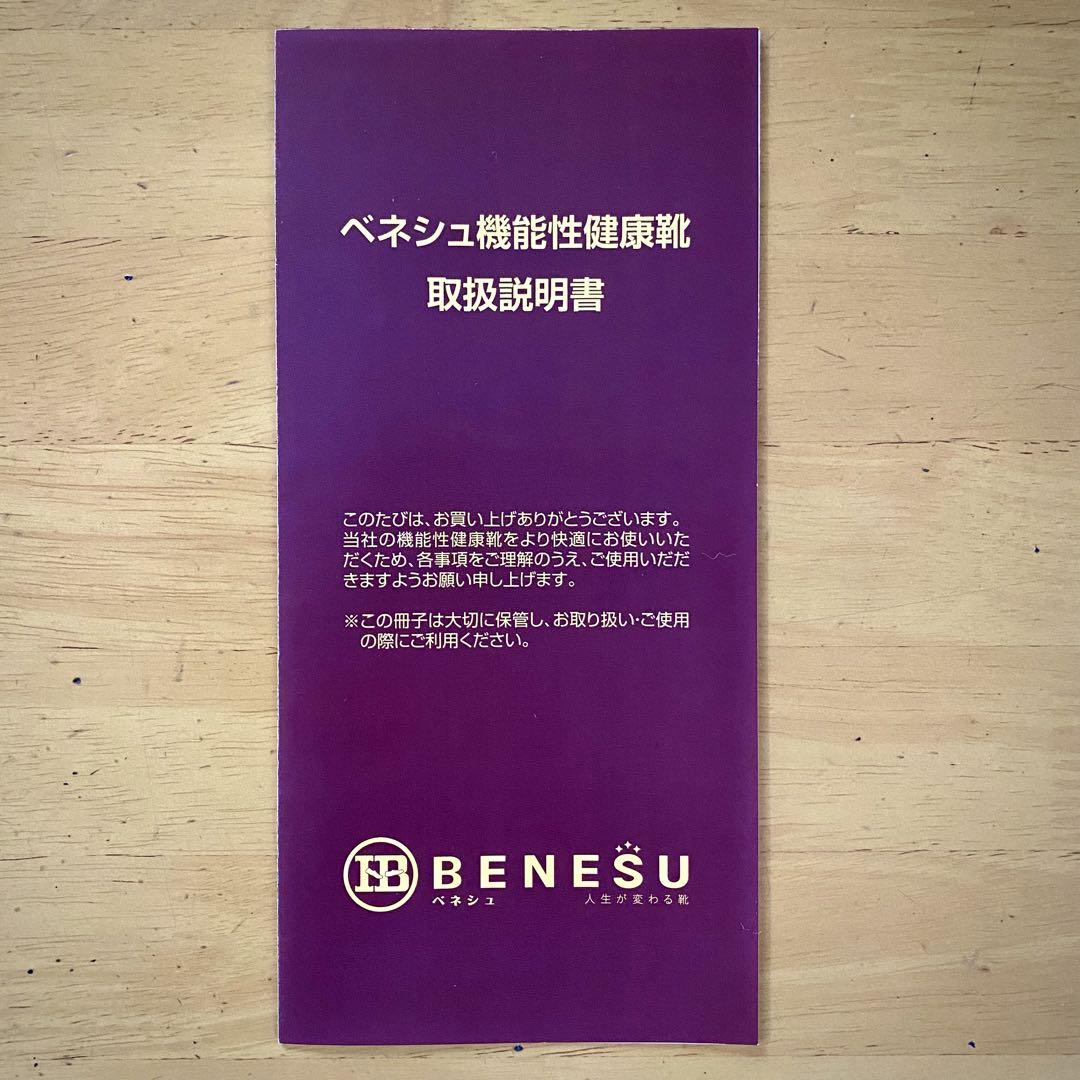 ベネシュ機能性健康靴
取扱説明書
このたびは、お買い上げありがとうございます。
当社の機能性健康靴をより快適にお使いいた
だくため、各事項をご理解のうえ、ご使用いだだ
きますようお願い申し上げます。
※この冊子は大切に保管し、お取り扱い・ご使用
の際にご利用ください。
B BENESU
ベネシュ 人生が変わる靴